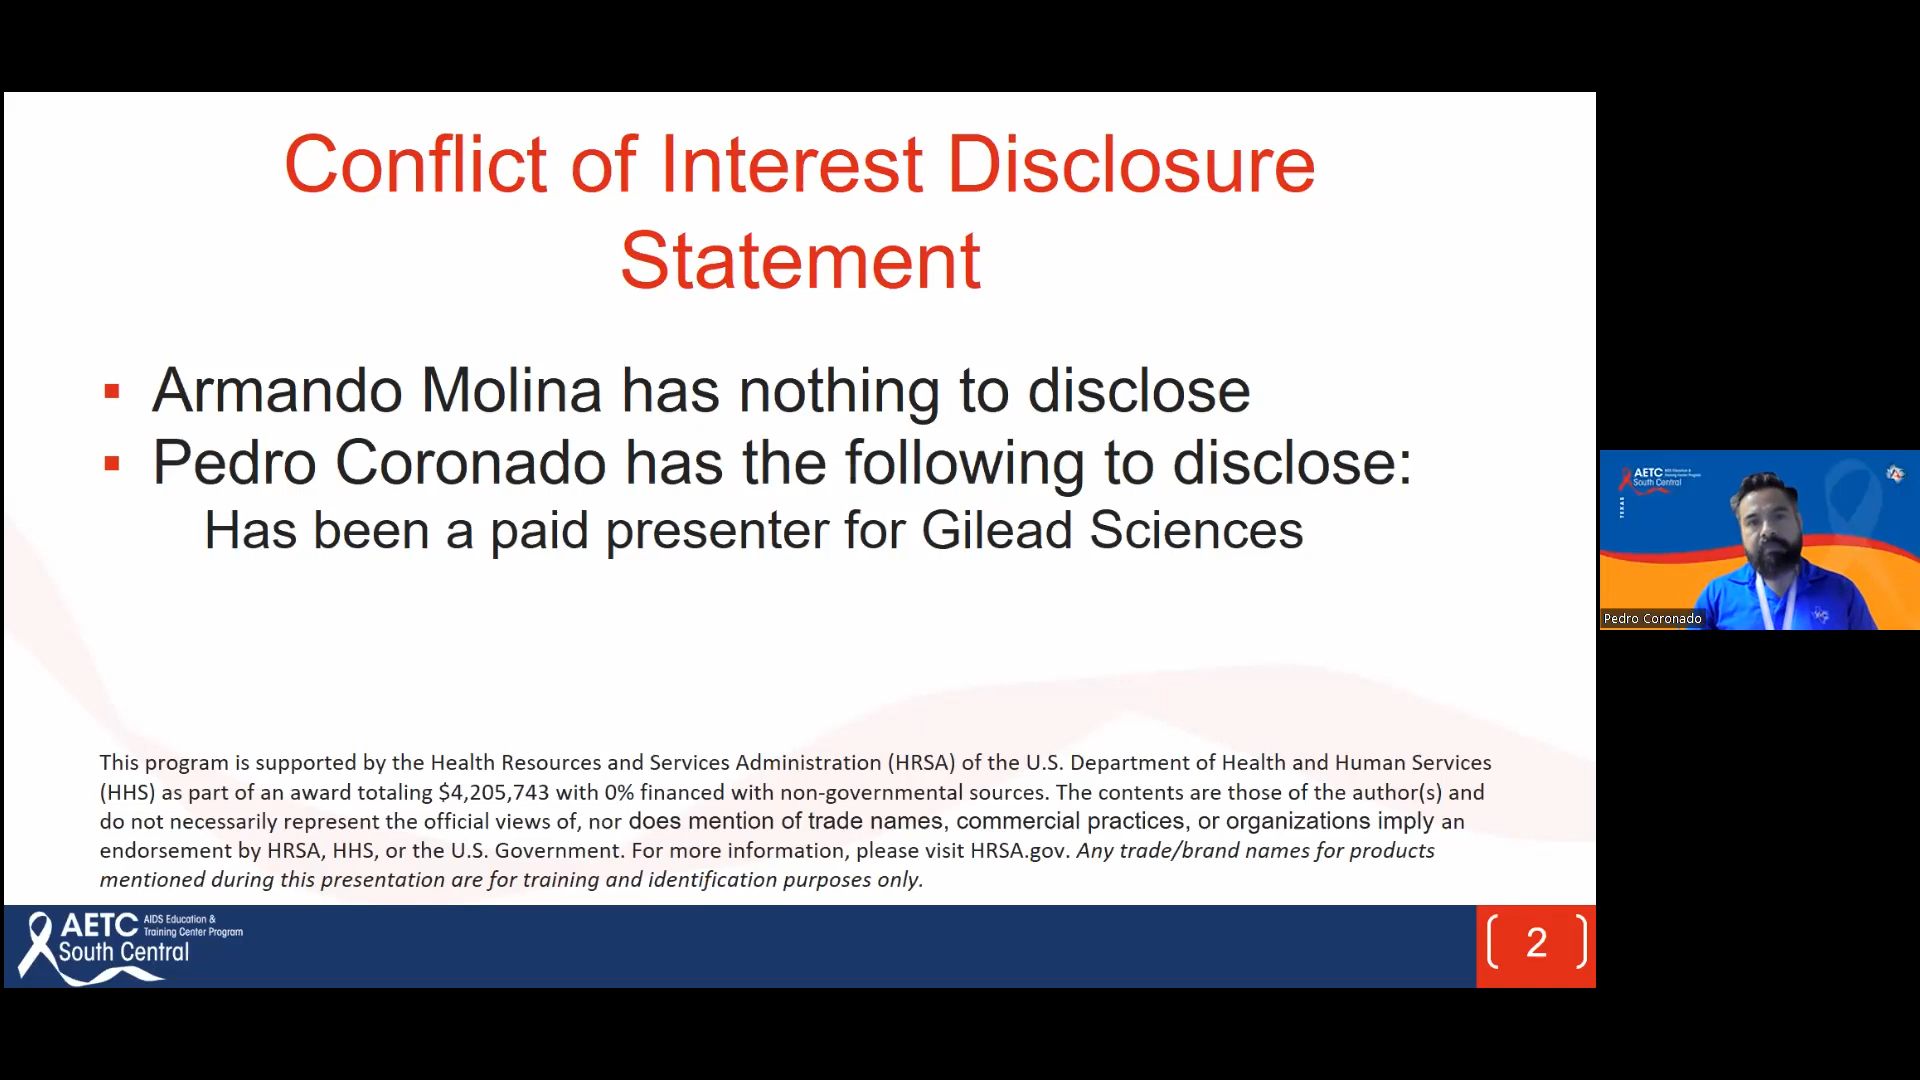 Conflict of Interest Disclosure
Statement
▪ Armando Molina has nothing to disclose
▪ Pedro Coronado has the following to disclose:
Has been a paid presenter for Gilead Sciences
This program is supported by the Health Resources and Services Administration (HRSA) of the U.S. Department of Health and Human Services
(HHS) as part of an award totaling $4,205,743 with 0% financed with non-governmental sources. The contents are those of the author(s) and
do not necessarily represent the official views of, nor does mention of trade names, commercial practices, or organizations imply an
endorsement by HRSA, HHS, or the U.S. Government. For more information, please visit HRSA.gov. Any trade/brand names for products
mentioned during this presentation are for training and identification purposes only.
AETC AIDS Education &
Training Center Program
South Central
2
AETC AIDS Education &
Training Center Program
South Central
TEXAS
Pedro Coronado